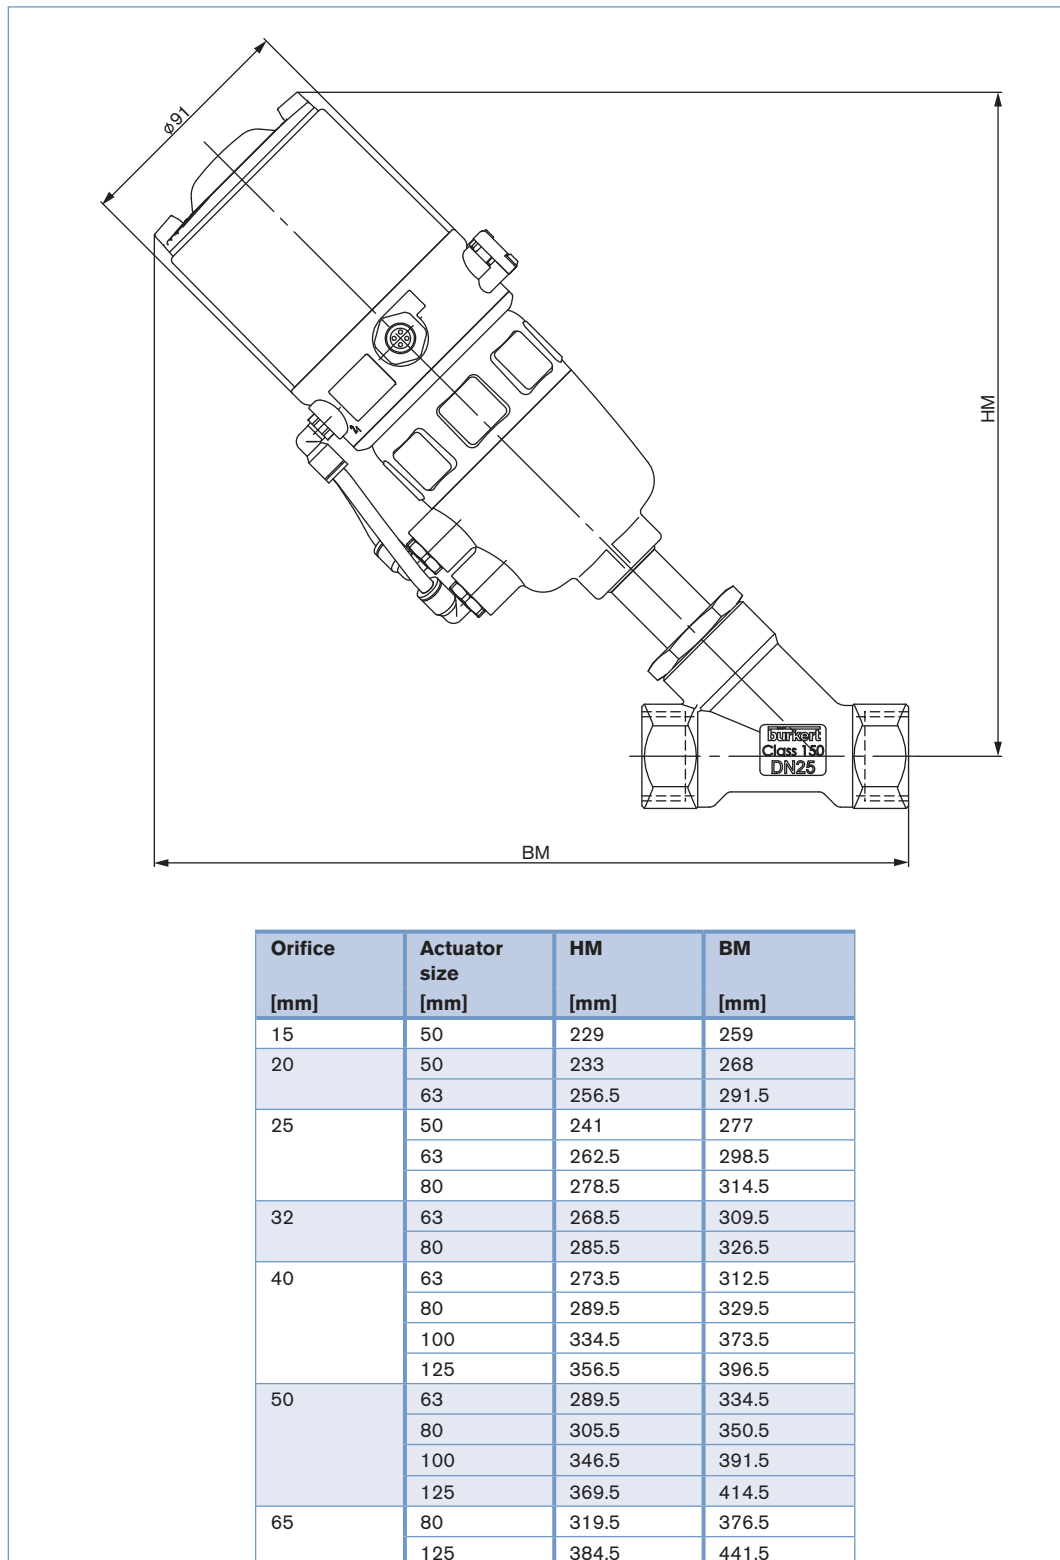 ø91
HM
burkert
Class 150
DN25
BM
Orifice Actuator size HM BM
[mm] [mm] [mm] [mm]
15 50 229 259
20 50 233 268
63 256.5 291.5
25 50 241 277
63 262.5 298.5
80 278.5 314.5
32 63 268.5 309.5
80 285.5 326.5
40 63 273.5 312.5
80 289.5 329.5
100 334.5 373.5
125 356.5 396.5
50 63 289.5 334.5
80 305.5 350.5
100 346.5 391.5
125 369.5 414.5
65 80 319.5 376.5
125 384.5 441.5